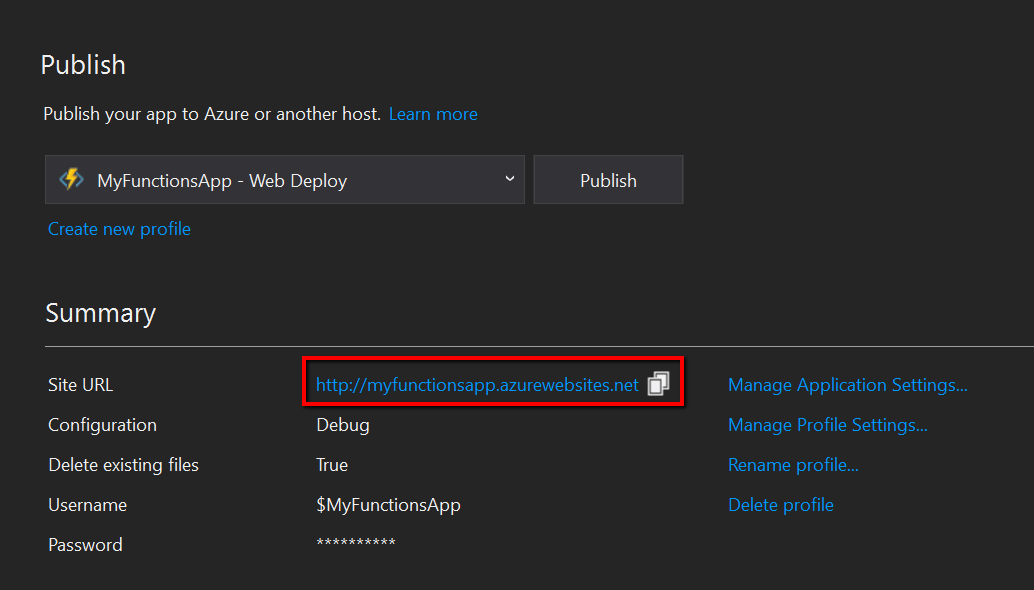 Publish
Publish your app to Azure or another host. Learn more
MyFunctionsApp - Web Deploy
Publish
Create new profile
Summary
Site URL http://myfunctionsapp.azurewebsites.net Manage Application Settings...
Configuration Debug Manage Profile Settings...
Delete existing files True Rename profile...
Username $MyFunctionsApp Delete profile
Password **********